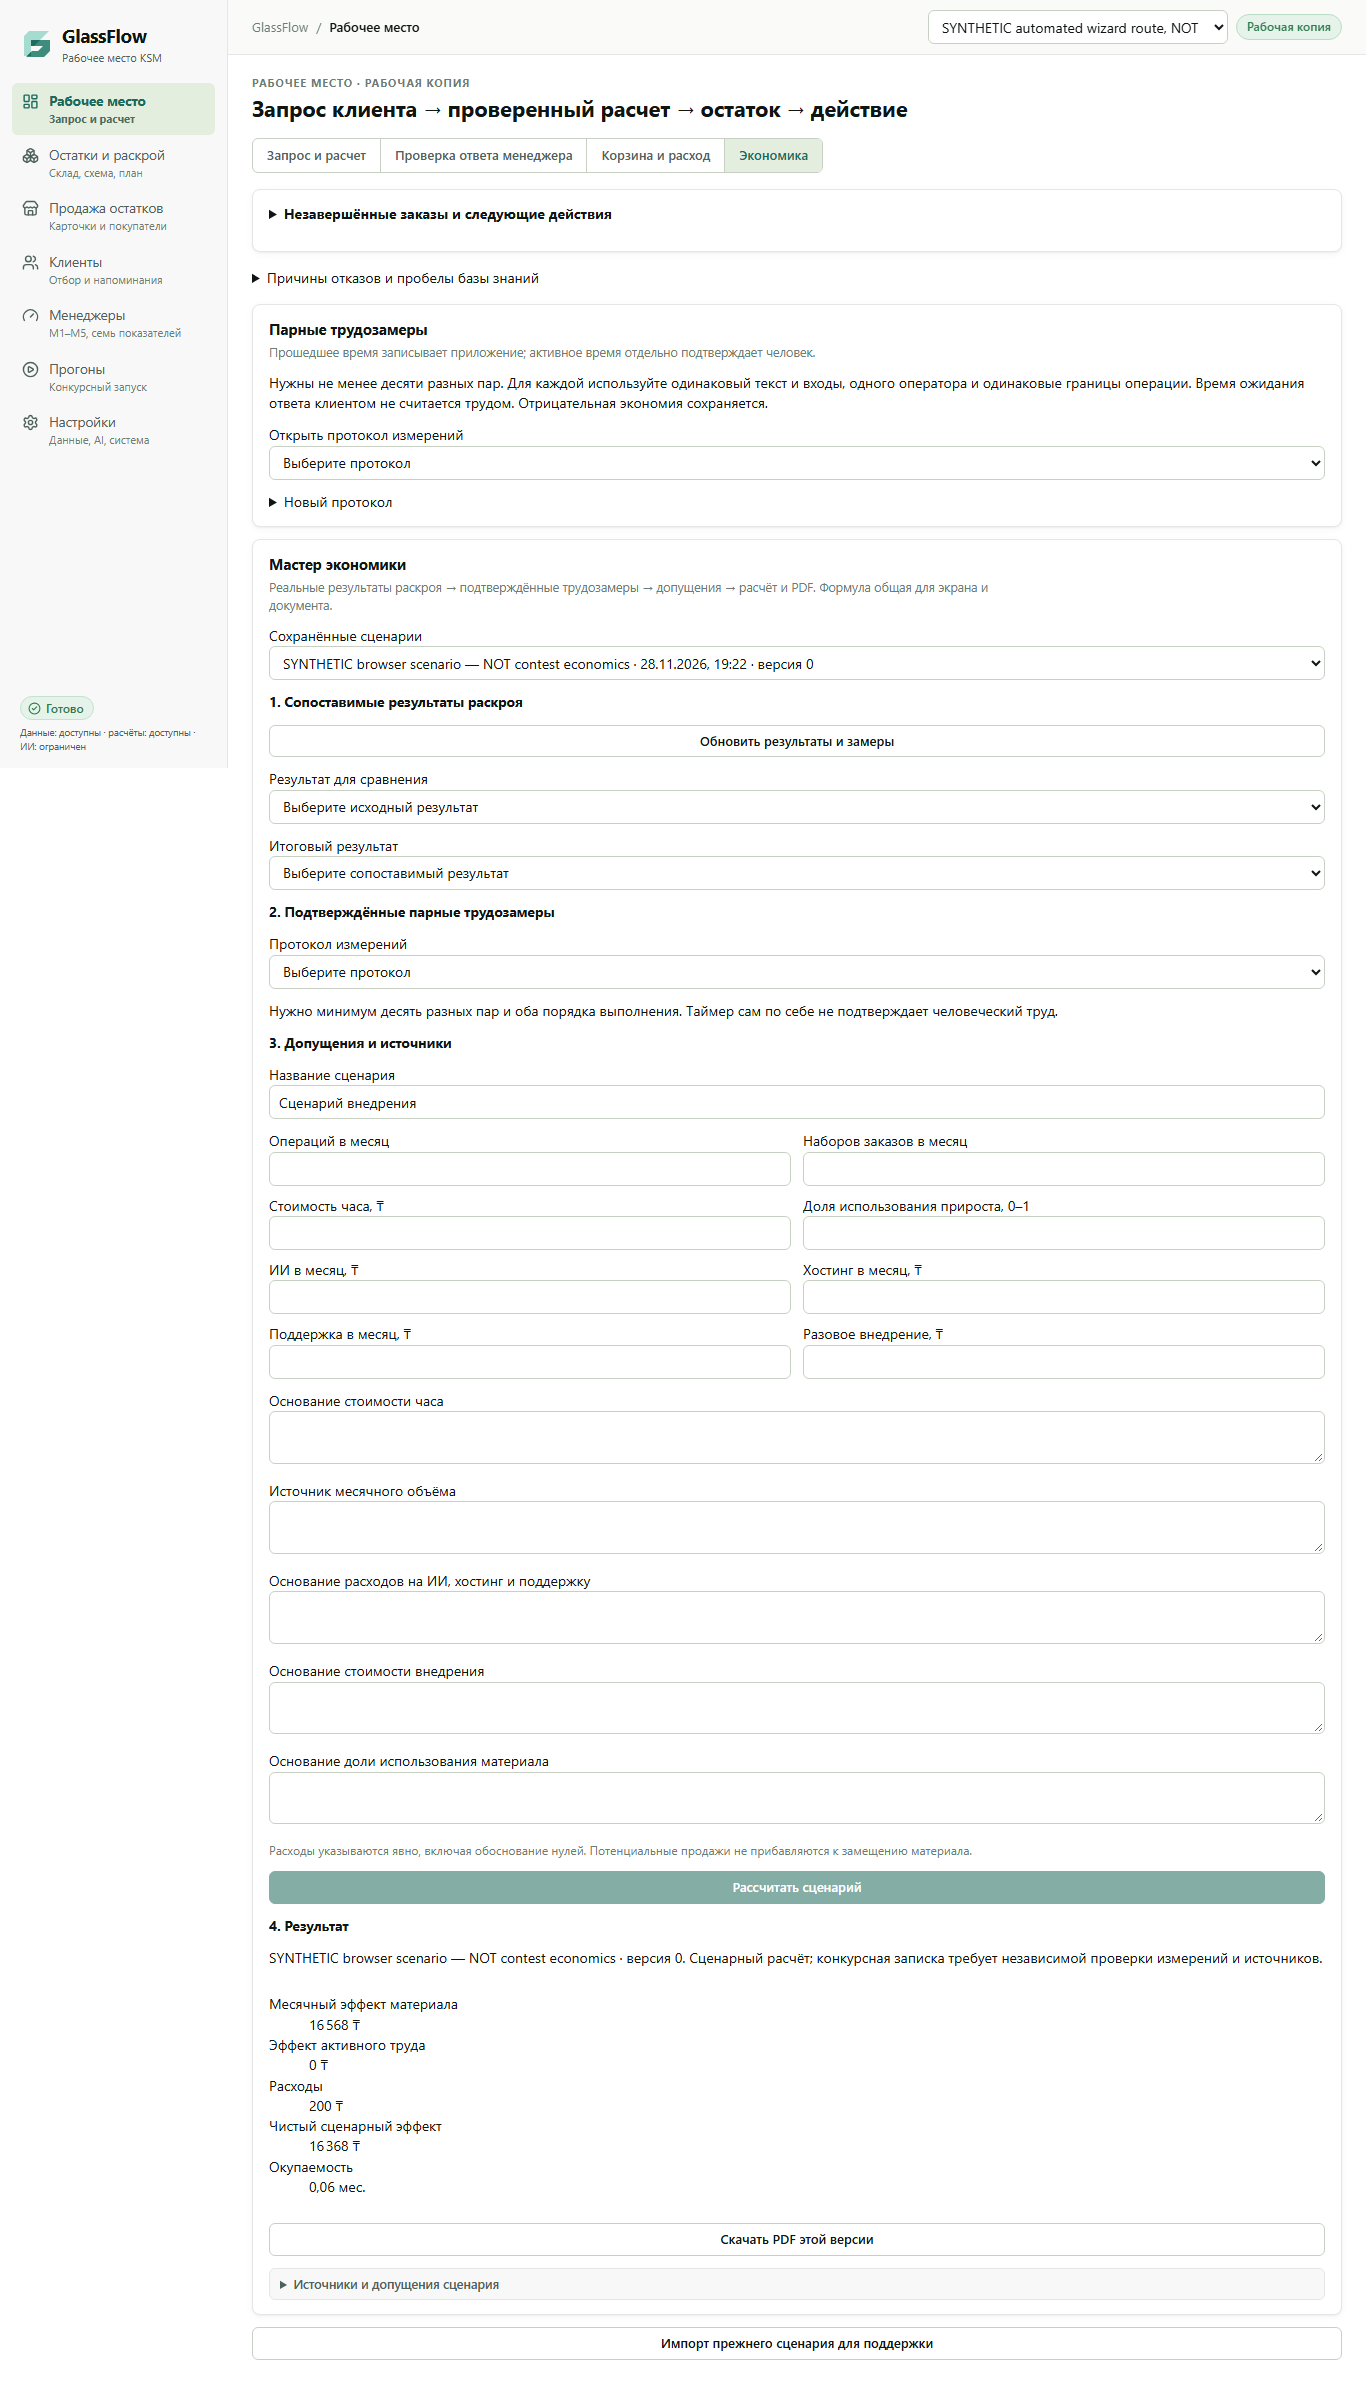 GlassFlow
Рабочее место KSM
Рабочее место
Запрос и расчет
Остатки и раскрой
Склад, схема, план
Продажа остатков
Карточки и покупатели
Клиенты
Отбор и напоминания
Менеджеры
М1–М5, семь показателей
Прогоны
Конкурсный запуск
Настройки
Данные, AI, система
Готово
Данные: доступны · расчёты: доступны ·
ИИ: ограничен
GlassFlow / Рабочее место
SYNTHETIC automated wizard route, NOT
Рабочая копия
РАБОЧЕЕ МЕСТО · РАБОЧАЯ КОПИЯ
Запрос клиента → проверенный расчет → остаток → действие
Запрос и расчет
Проверка ответа менеджера
Корзина и расход
Экономика
Незавершённые заказы и следующие действия
Причины отказов и пробелы базы знаний
Парные трудозамеры
Прошедшее время записывает приложение; активное время отдельно подтверждает человек.
Нужны не менее десяти разных пар. Для каждой используйте одинаковый текст и входы, одного оператора и одинаковые границы операции. Время ожидания
ответа клиентом не считается трудом. Отрицательная экономия сохраняется.
Открыть протокол измерений
Выберите протокол
Новый протокол
Мастер экономики
Реальные результаты раскроя → подтверждённые трудозамеры → допущения → расчёт и PDF. Формула общая для экрана и
документа.
Сохранённые сценарии
SYNTHETIC browser scenario — NOT contest economics · 28.11.2026, 19:22 · версия 0
1. Сопоставимые результаты раскроя
Обновить результаты и замеры
Результат для сравнения
Выберите исходный результат
Итоговый результат
Выберите сопоставимый результат
2. Подтверждённые парные трудозамеры
Протокол измерений
Выберите протокол
Нужно минимум десять разных пар и оба порядка выполнения. Таймер сам по себе не подтверждает человеческий труд.
3. Допущения и источники
Название сценария
Сценарий внедрения
Операций в месяц
Наборов заказов в месяц
Стоимость часа, ₸
Доля использования прироста, 0–1
ИИ в месяц, ₸
Хостинг в месяц, ₸
Поддержка в месяц, ₸
Разовое внедрение, ₸
Основание стоимости часа
Источник месячного объёма
Основание расходов на ИИ, хостинг и поддержку
Основание стоимости внедрения
Основание доли использования материала
Расходы указываются явно, включая обоснование нулей. Потенциальные продажи не прибавляются к замещению материала.
Рассчитать сценарий
4. Результат
SYNTHETIC browser scenario — NOT contest economics · версия 0. Сценарный расчёт; конкурсная записка требует независимой проверки измерений и источников.
Месячный эффект материала
16 568 ₸
Эффект активного труда
0 ₸
Расходы
200 ₸
Чистый сценарный эффект
16 368 ₸
Окупаемость
0,06 мес.
Скачать PDF этой версии
Источники и допущения сценария
Импорт прежнего сценария для поддержки